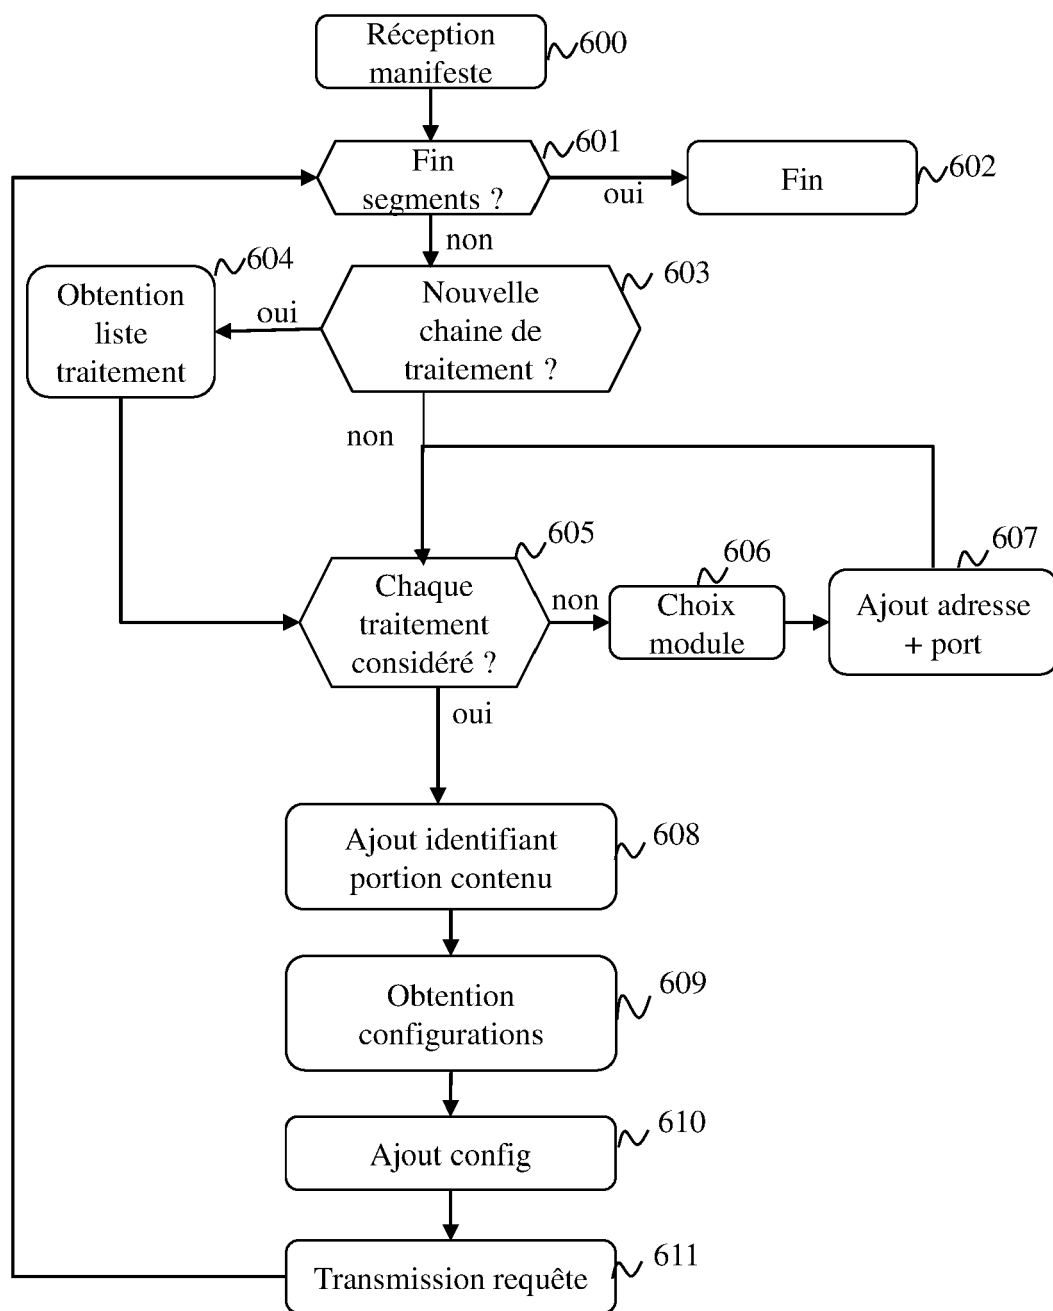 Réception
manifeste
600
Fin
segments ?
601
oui
Fin
602
non
604
Obtention
liste
traitement
oui
Nouvelle
chaine de
traitement ?
603
non
605
Chaque
traitement
considéré ?
non
606
Choix
module
607
Ajout adresse
+ port
oui
Ajout identifiant
portion contenu
608
Obtention
configurations
609
Ajout config
610
Transmission requête
611